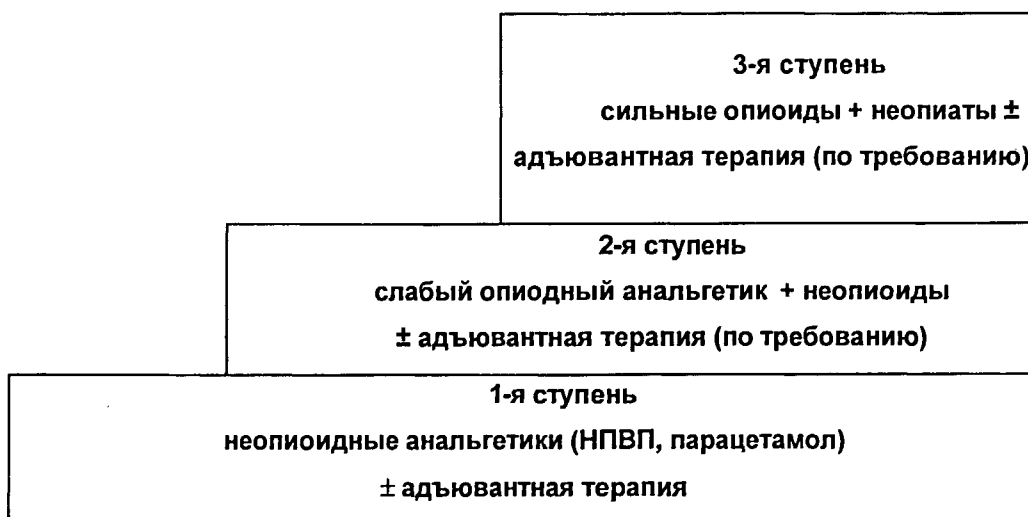 3-я ступень
сильные опиоиды + неопиаты ±
адъювантная терапия (по требованию)
2-я ступень
слабый опиодный анальгетик + неопиоиды
± адъювантная терапия (по требованию)
1-я ступень
неопиоидные анальгетики (НПВП, парацетамол)
± адъювантная терапия